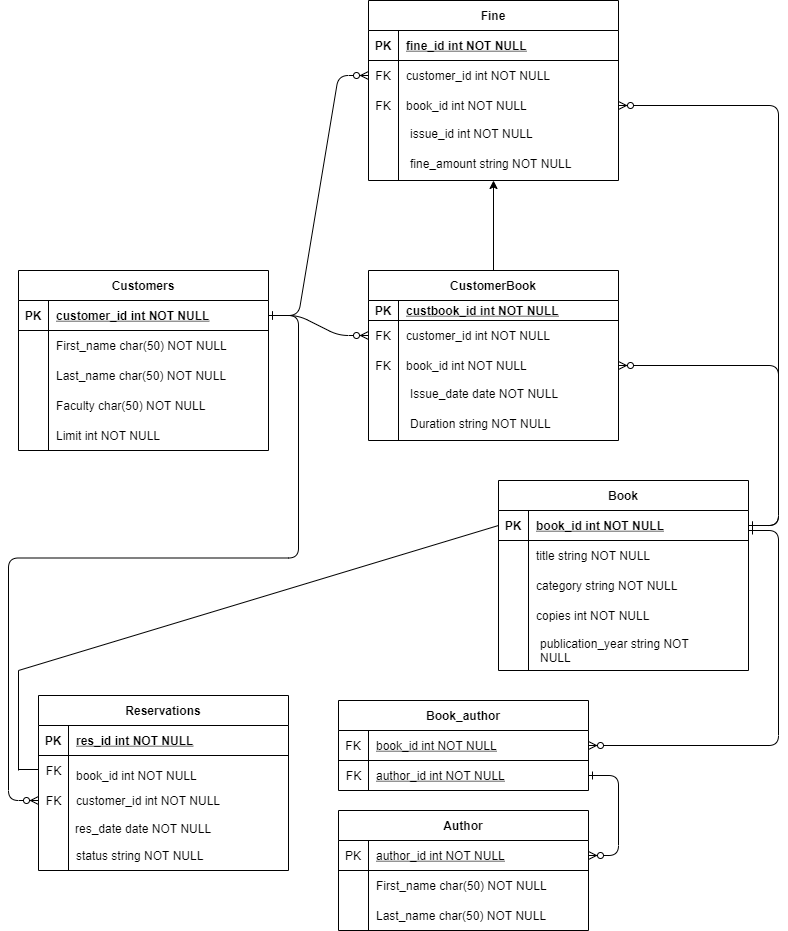 Fine
PK fine_id int NOT NULL
FK customer_id int NOT NULL
FK book_id int NOT NULL
issue_id int NOT NULL
fine_amount string NOT NULL
Customers
PK customer_id int NOT NULL
First_name char(50) NOT NULL
Last_name char(50) NOT NULL
Faculty char(50) NOT NULL
Limit int NOT NULL
CustomerBook
PK custbook_id int NOT NULL
FK customer_id int NOT NULL
FK book_id int NOT NULL
Issue_date date NOT NULL
Duration string NOT NULL
Book
PK book_id int NOT NULL
title string NOT NULL
category string NOT NULL
copies int NOT NULL
publication_year string NOT
NULL
Reservations
PK res_id int NOT NULL
FK book_id int NOT NULL
FK customer_id int NOT NULL
res_date date NOT NULL
status string NOT NULL
Book_author
FK book_id int NOT NULL
FK author_id int NOT NULL
Author
PK author_id int NOT NULL
First_name char(50) NOT NULL
Last_name char(50) NOT NULL